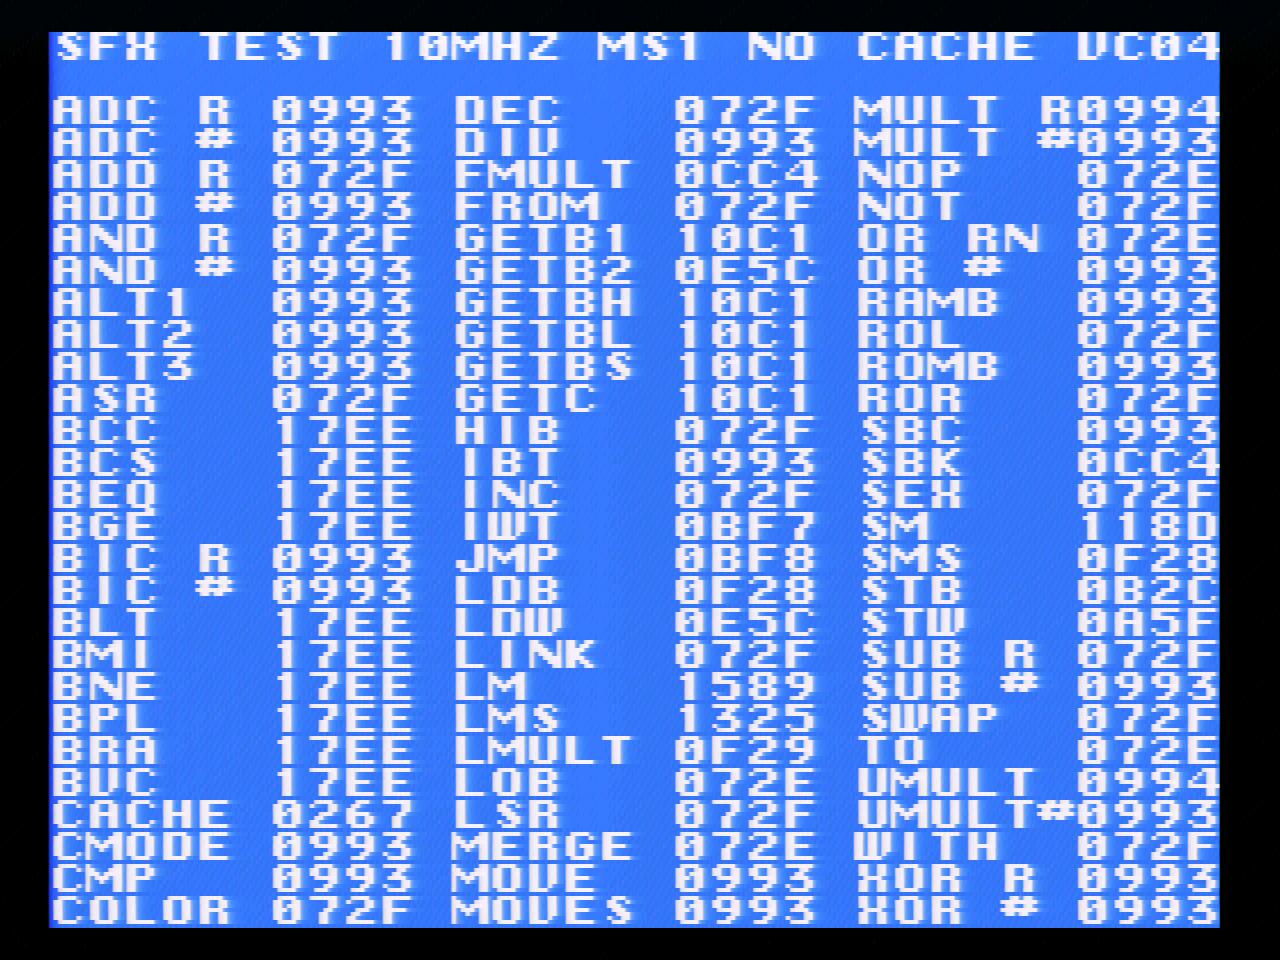 SFX TEST 10MHZ MS1 NO CACHE VC04
ADC R 0993 DEC 072F MULT R0994
ADC # 0993 DIV 0993 MULT #0993
ADD R 072F FMULT 0CC4 NOP 072E
ADD # 0993 FROM 072F NOT 072F
AND R 072F GETB1 10C1 OR RN 072E
AND # 0993 GETB2 0E5C OR # 0993
ALT1 0993 GETBH 10C1 RAMB 0993
ALT2 0993 GETBL 10C1 ROL 072F
ALT3 0993 GETBS 10C1 ROMB 0993
ASR 072F GETC 10C1 ROR 072F
BCC 17EE HIB 072F SBC 0993
BCS 17EE IBT 0993 SBK 0CC4
BEQ 17EE INC 072F SEX 072F
BGE 17EE IWT 0BF7 SM 118D
BIC R 0993 JMP 0BF8 SMS 0F28
BIC # 0993 LDB 0F28 STB 0B2C
BLT 17EE LDW 0E5C STW 0A5F
BMI 17EE LINK 072F SUB R 072F
BNE 17EE LM 1589 SUB # 0993
BPL 17EE LMS 1325 SWAP 072F
BRA 17EE LMULT 0F29 TO 072E
BVC 17EE LOB 072E UMULT 0994
CACHE 0267 LSR 072F UMULT#0993
CMODE 0993 MERGE 072E WITH 072F
CMP 0993 MOVE 0993 XOR R 0993
COLOR 072F MOVES 0993 XOR # 0993